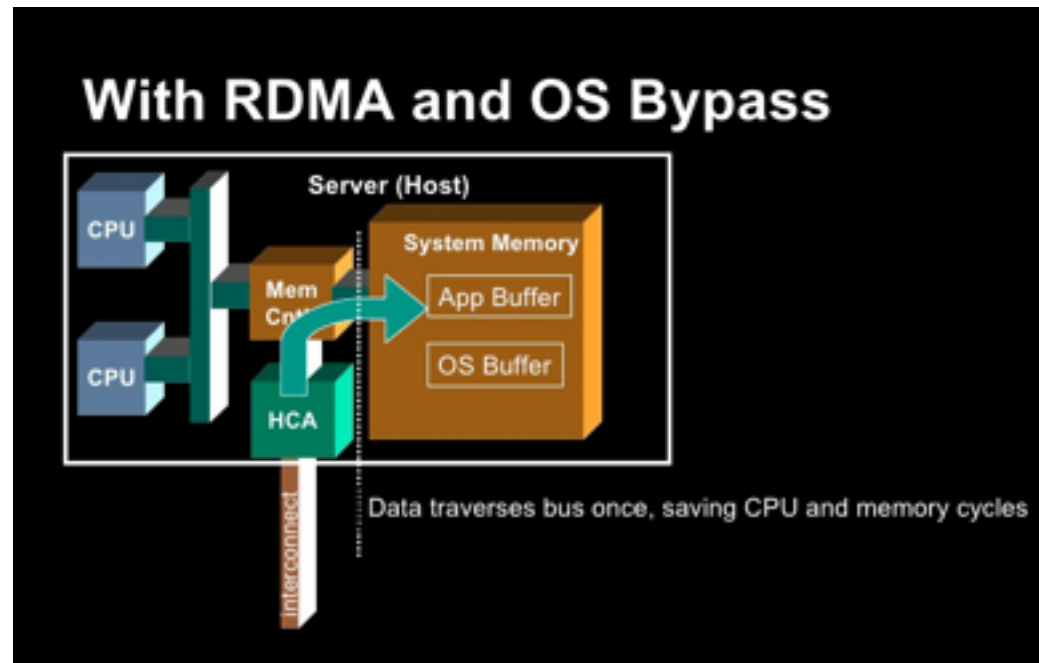 With RDMA and OS Bypass
Server (Host)
CPU
System Memory
Mem
App Buffer
CPU
OS Buffer
HCA
interconnect
Data traverses bus once, saving CPU and memory cycles